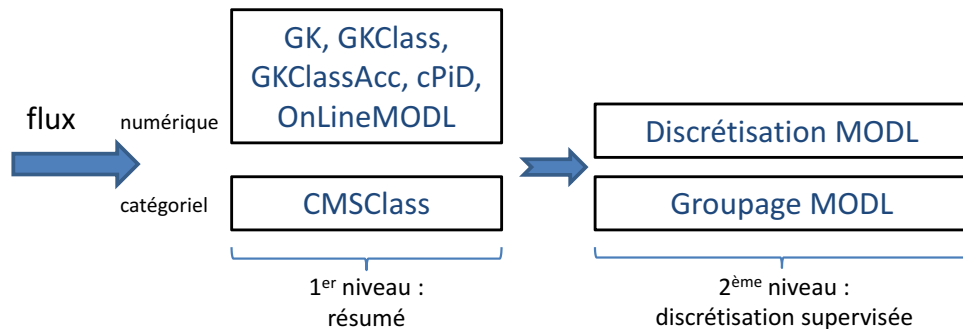 GK, GKClass,
GKClassAcc, cPiD,
OnLineMODL
flux
numérique
Discrétisation MODL
catégoriel
CMSClass
Groupage MODL
1er niveau :
résumé
2ème niveau :
discrétisation supervisée